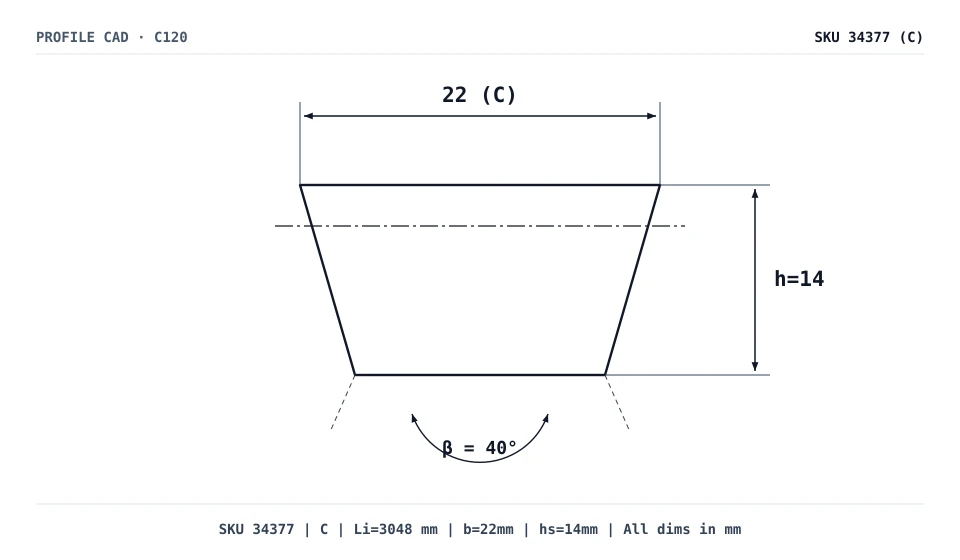 PROFILE CAD · C120
SKU 34377 (C)
22 (C)
h=14
β = 40°
SKU 34377 | C | Li=3048 mm | b=22mm | hs=14mm | All dims in mm